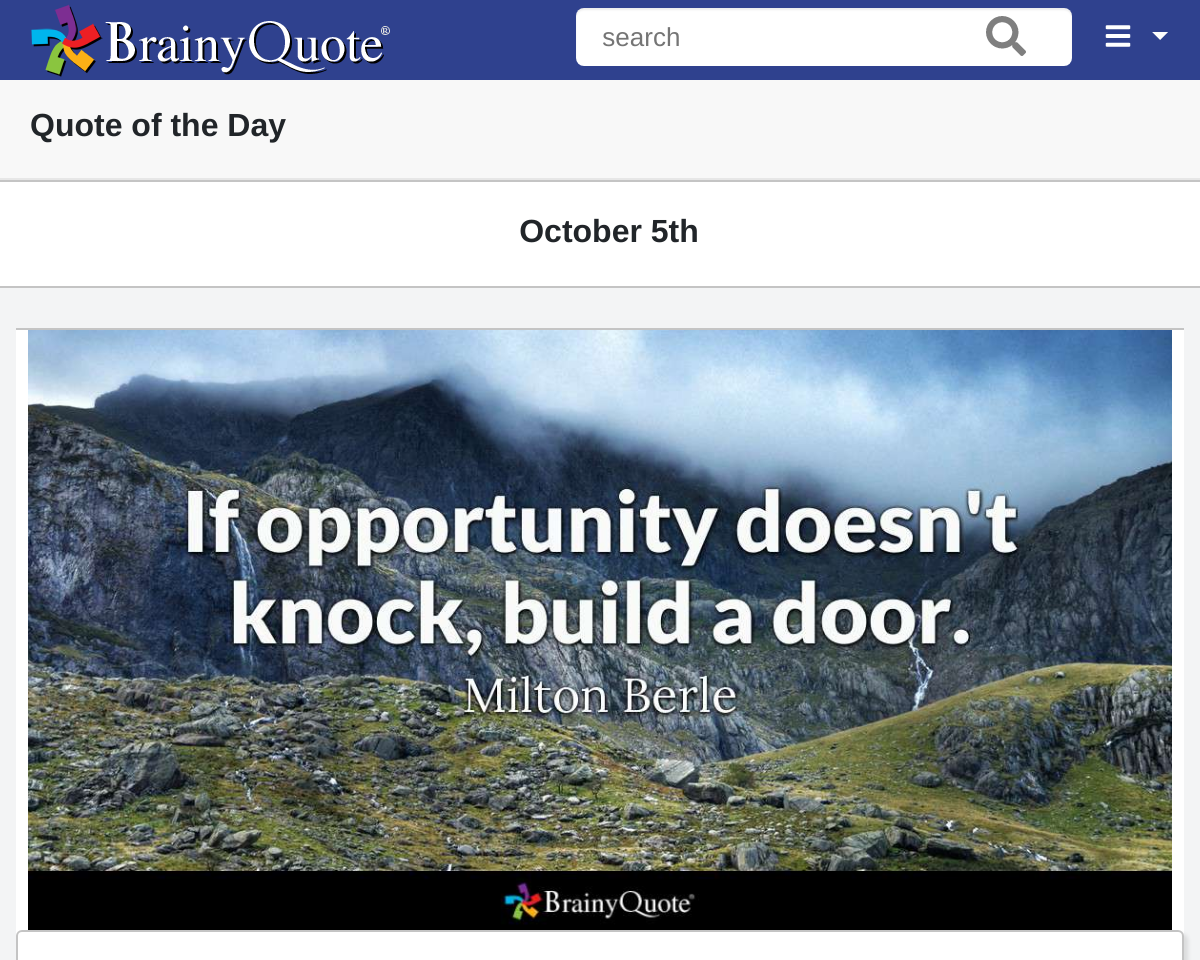 BrainyQuote®
search
Quote of the Day
October 5th
If opportunity doesn't
knock, build a door.
Milton Berle
BrainyQuote®